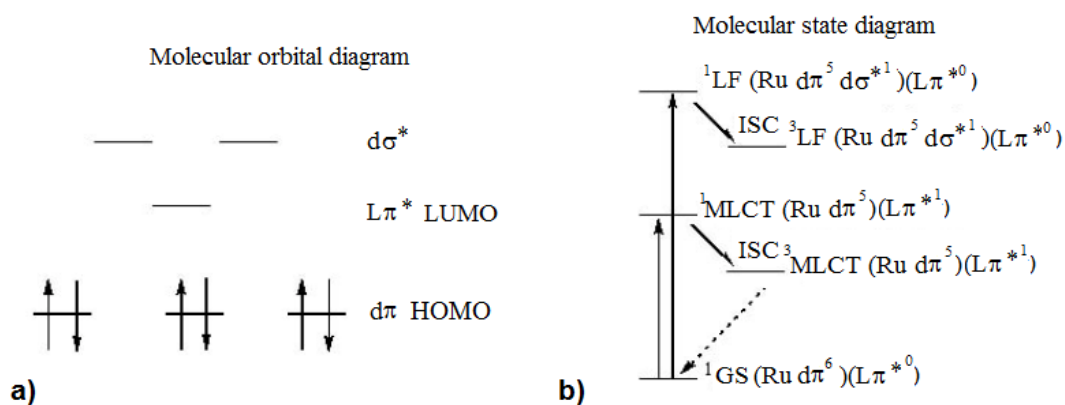 Molecular orbital diagram
dσ*
Lπ* LUMO
dπ HOMO
a)
Molecular state diagram
¹LF (Ru dπ⁵ dσ*¹)(Lπ*⁰)
ISC ³LF (Ru dπ⁵ dσ*¹)(Lπ*⁰)
¹MLCT (Ru dπ⁵)(Lπ*¹)
ISC ³MLCT (Ru dπ⁵)(Lπ*¹)
¹GS (Ru dπ⁶)(Lπ*⁰)
b)